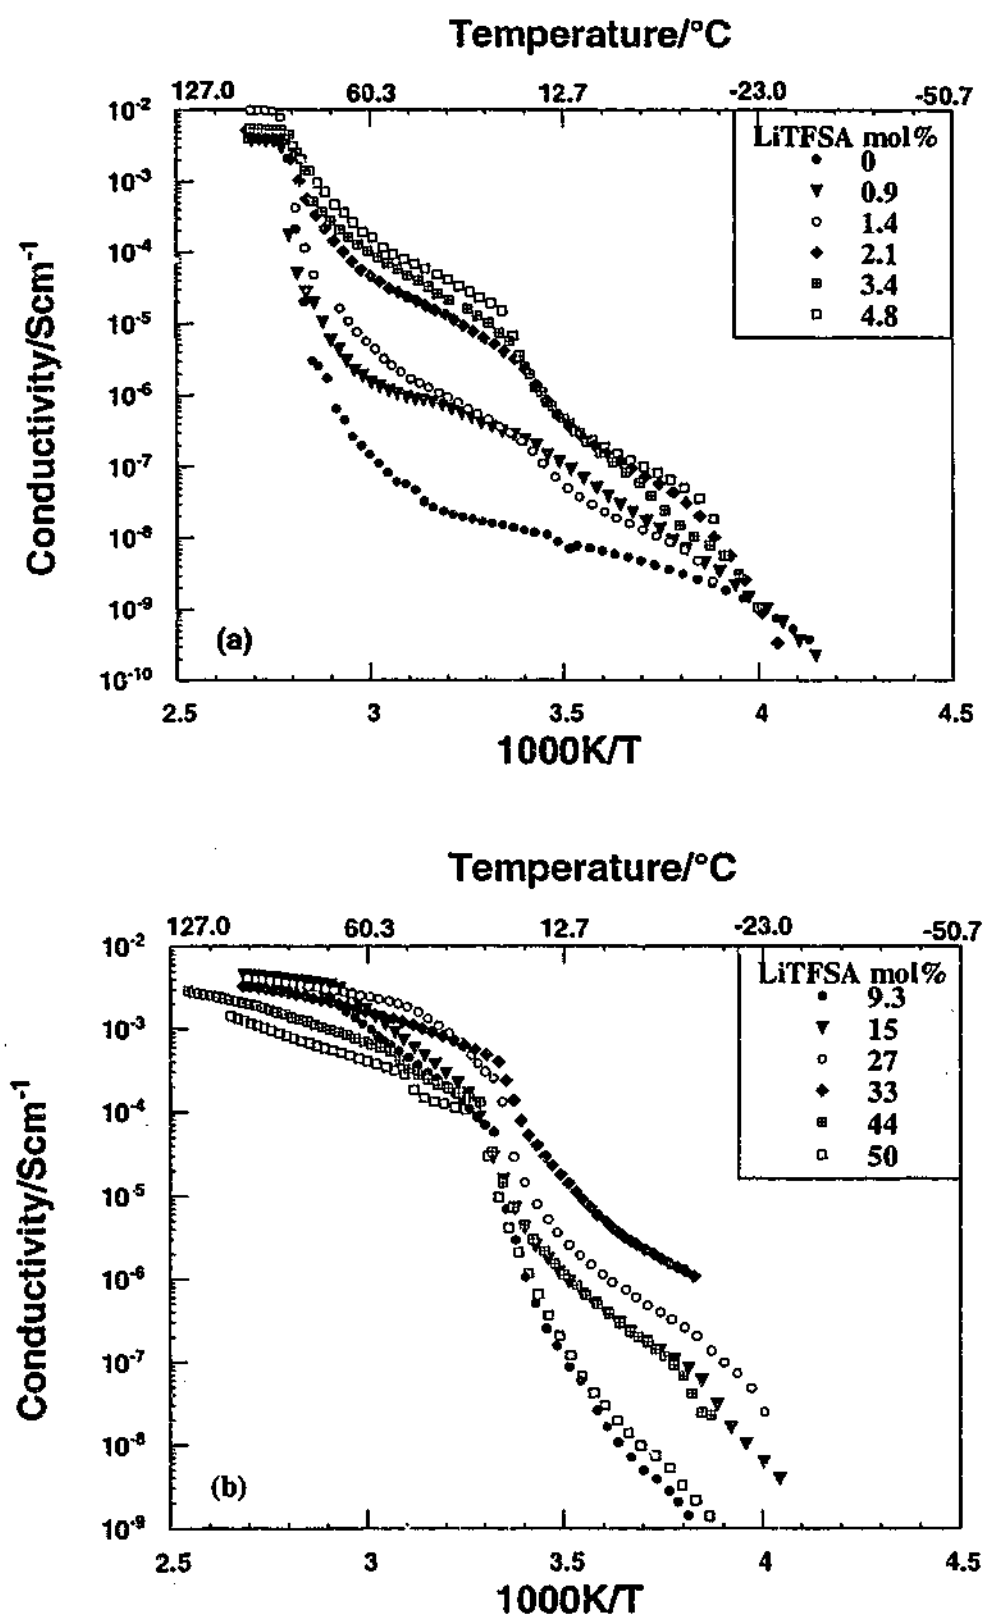 Temperature/°C
127.0 60.3 12.7 -23.0 -50.7
10-2
10-3
10-4
10-5
10-6
10-7
10-8
10-9
10-10
Conductivity/Scm-1
LiTFSA mol%
0
0.9
1.4
2.1
3.4
4.8
(a)
2.5 3 3.5 4 4.5
1000K/T
Temperature/°C
127.0 60.3 12.7 -23.0 -50.7
10-2
10-3
10-4
10-5
10-6
10-7
10-8
10-9
Conductivity/Scm-1
LiTFSA mol%
9.3
15
27
33
44
50
(b)
2.5 3 3.5 4 4.5
1000K/T